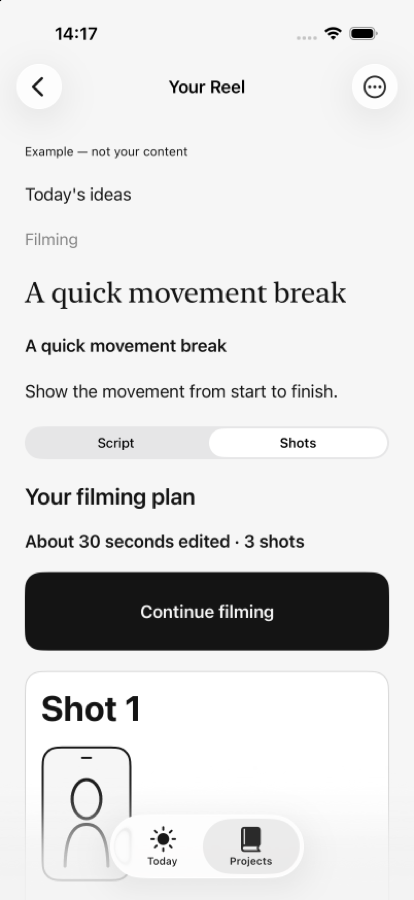 14:17
Your Reel
Example — not your content
Today's ideas
Filming
A quick movement break
A quick movement break
Show the movement from start to finish.
Script
Shots
Your filming plan
About 30 seconds edited · 3 shots
Continue filming
Shot 1
Today
Projects